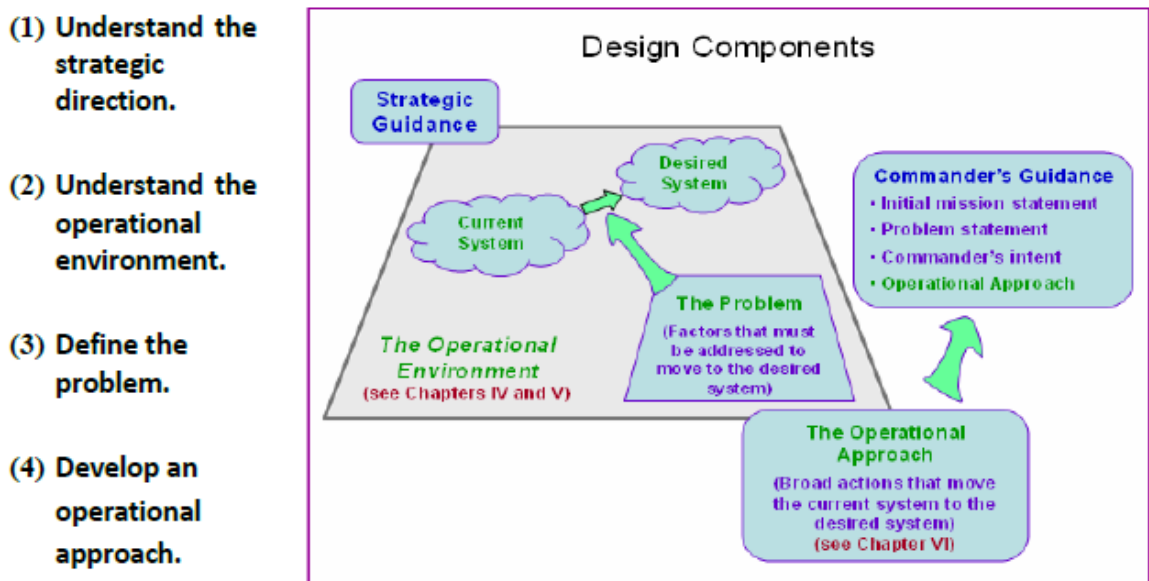 (1) Understand the
strategic
direction.
(2) Understand the
operational
environment.
(3) Define the
problem.
(4) Develop an
operational
approach.
Design Components
Strategic
Guidance
Desired
System
Current
System
Commander's Guidance
• Initial mission statement
• Problem statement
• Commander's intent
• Operational Approach
The Problem
(Factors that must
be addressed to
move to the desired
system)
The Operational
Environment
(see Chapters IV and V)
The Operational
Approach
(Broad actions that move
the current system to the
desired system)
(see Chapter VI)